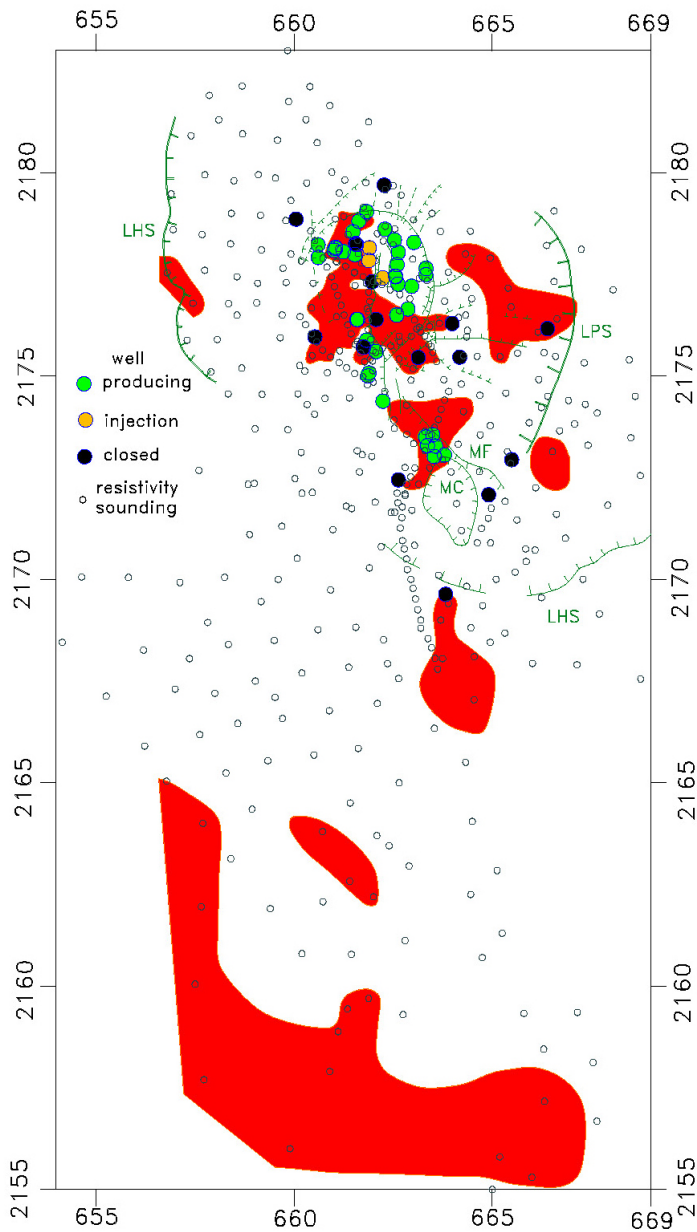 655 660 665 669
2180 2180
LHS
LPS
2175 2175
well
producing
injection
closed
resistivity
sounding
MF
MC
2170 2170
LHS
2165 2165
2160 2160
2155 2155
655 660 665 669